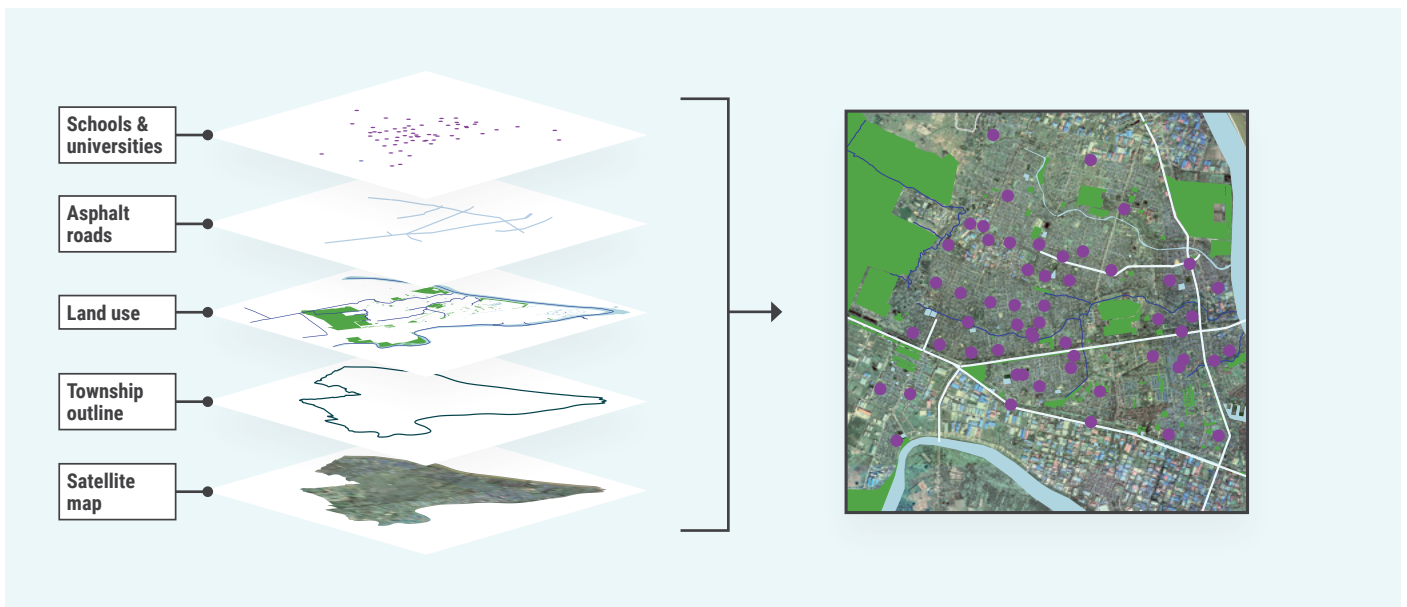 Schools &
universities
Asphalt
roads
Land use
Township
outline
Satellite
map